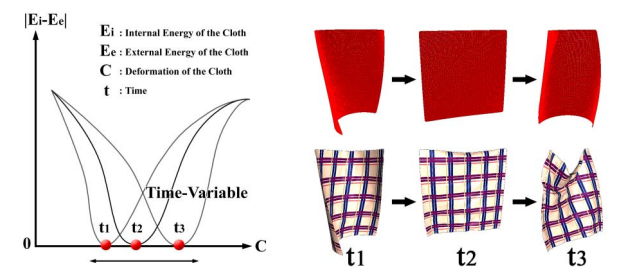 |Ei-Ee|
Ei : Internal Energy of the Cloth
Ee : External Energy of the Cloth
C : Deformation of the Cloth
t : Time
Time-Variable
t1 t2 t3
0
C
t1 t2 t3